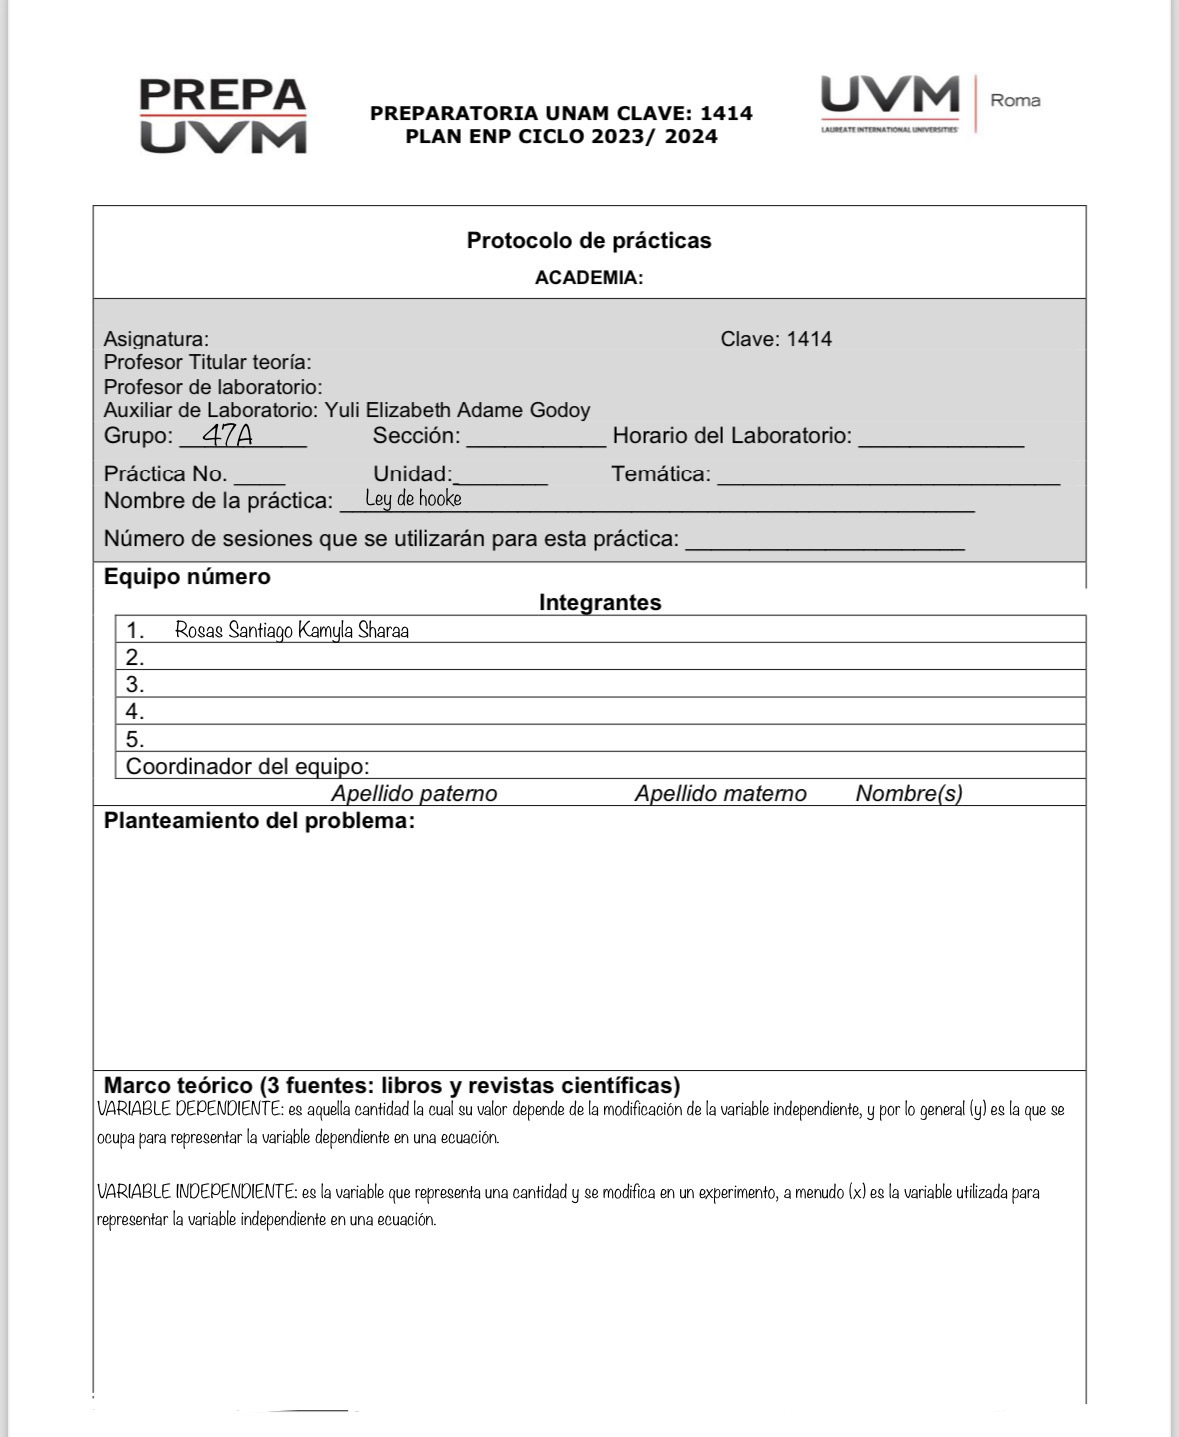 PREPA
UVM
PREPARATORIA UNAM CLAVE: 1414
PLAN ENP CICLO 2023/ 2024
UVM
LAUREATE INTERNATIONAL UNIVERSITIES
Roma
Protocolo de prácticas
ACADEMIA:
Asignatura: Clave: 1414
Profesor Titular teoría:
Profesor de laboratorio:
Auxiliar de Laboratorio: Yuli Elizabeth Adame Godoy
Grupo: 47A Sección: __________ Horario del Laboratorio: __________
Práctica No. ____ Unidad: ________ Temática: __________
Nombre de la práctica: Ley de hooke
Número de sesiones que se utilizarán para esta práctica: __________
Equipo número
Integrantes
1. Rosas Santiago Kamyla Sharaa
2.
3.
4.
5.
Coordinador del equipo:
Apellido paterno Apellido materno Nombre(s)
Planteamiento del problema:
Marco teórico (3 fuentes: libros y revistas científicas)
VARIABLE DEPENDIENTE: es aquella cantidad la cual su valor depende de la modificación de la variable independiente, y por lo general (y) es la que se
ocupa para representar la variable dependiente en una ecuación.
VARIABLE INDEPENDIENTE: es la variable que representa una cantidad y se modifica en un experimento, a menudo (x) es la variable utilizada para
representar la variable independiente en una ecuación.